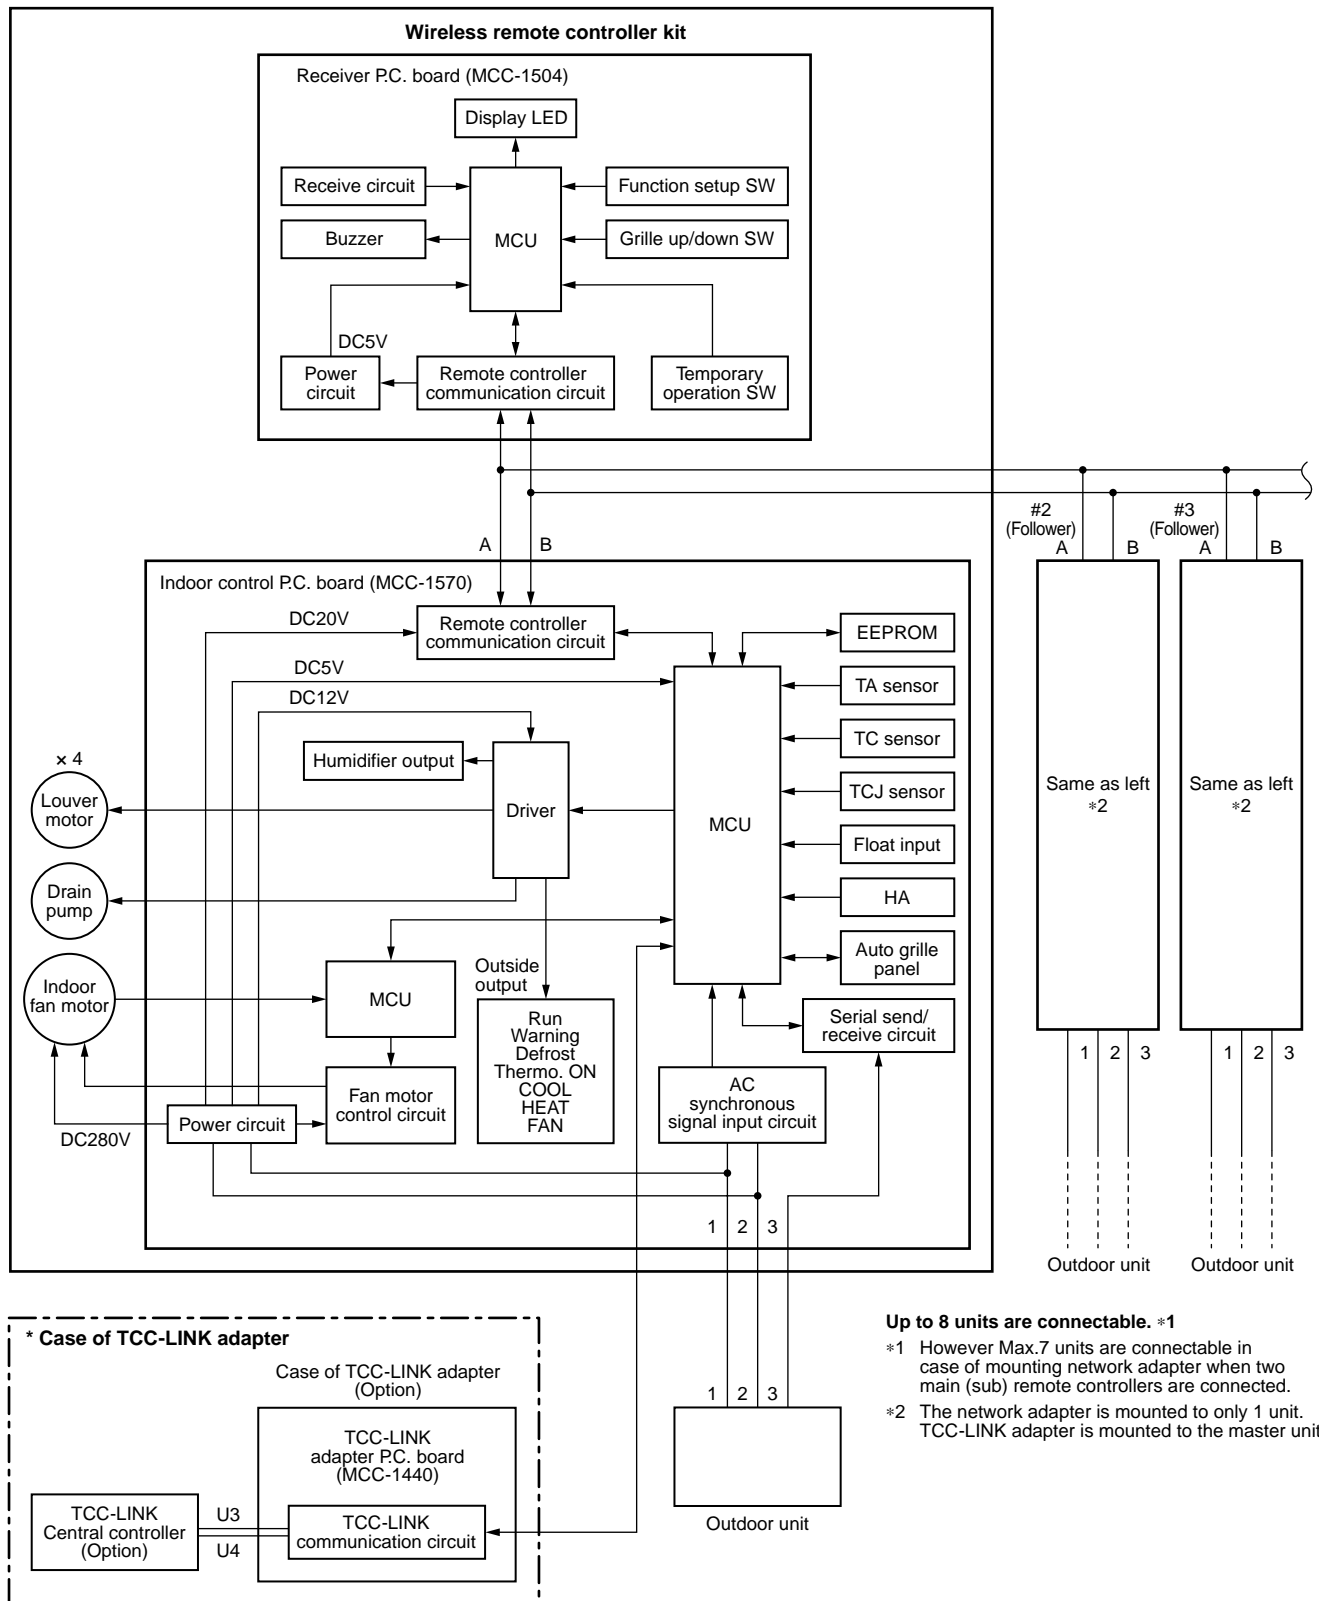 Wireless remote controller kit
Receiver P.C. board (MCC-1504)
Display LED
Receive circuit
Function setup SW
Buzzer
MCU
Grille up/down SW
DC5V
Power
circuit
Remote controller
communication circuit
Temporary
operation SW
#2
(Follower)
A
B
#3
(Follower)
A
B
A
B
Indoor control P.C. board (MCC-1570)
DC20V
Remote controller
communication circuit
EEPROM
DC5V
TA sensor
DC12V
TC sensor
Humidifier output
× 4
Louver
motor
Driver
MCU
TCJ sensor
Same as left
*2
Same as left
*2
Float input
Drain
pump
HA
Auto grille
panel
Indoor
fan motor
MCU
Outside
output
Run
Warning
Defrost
Thermo. ON
COOL
HEAT
FAN
Serial send/
receive circuit
1
2
3
1
2
3
Fan motor
control circuit
AC
synchronous
signal input circuit
Power circuit
DC280V
1
2
3
Outdoor unit
Outdoor unit
* Case of TCC-LINK adapter
Case of TCC-LINK adapter
(Option)
TCC-LINK
adapter P.C. board
(MCC-1440)
TCC-LINK
Central controller
(Option)
U3
U4
TCC-LINK
communication circuit
1
2
3
Outdoor unit
Up to 8 units are connectable. *1
*1 However Max.7 units are connectable in
case of mounting network adapter when two
main (sub) remote controllers are connected.
*2 The network adapter is mounted to only 1 unit.
TCC-LINK adapter is mounted to the master unit